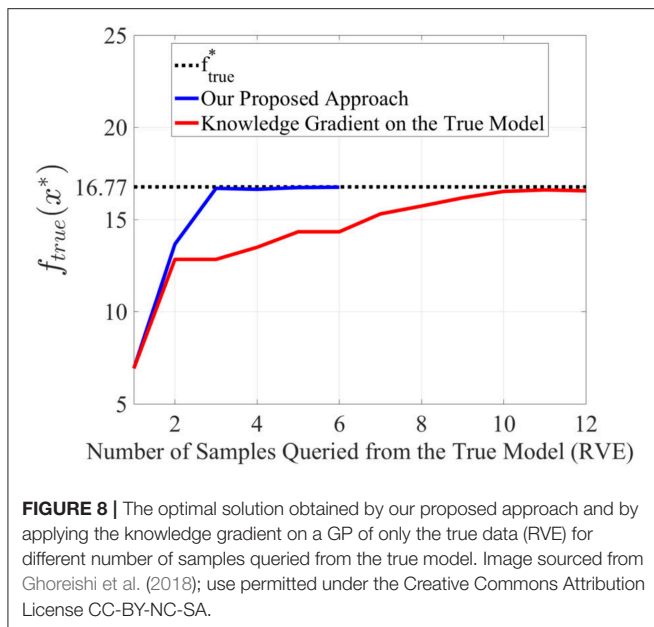 25
f*true
Our Proposed Approach
Knowledge Gradient on the True Model
20
16.77
15
10
5
f_true(x*)
2 4 6 8 10 12
Number of Samples Queried from the True Model (RVE)
FIGURE 8 | The optimal solution obtained by our proposed approach and by
applying the knowledge gradient on a GP of only the true data (RVE) for
different number of samples queried from the true model. Image sourced from
Ghoreishi et al. (2018); use permitted under the Creative Commons Attribution
License CC-BY-NC-SA.